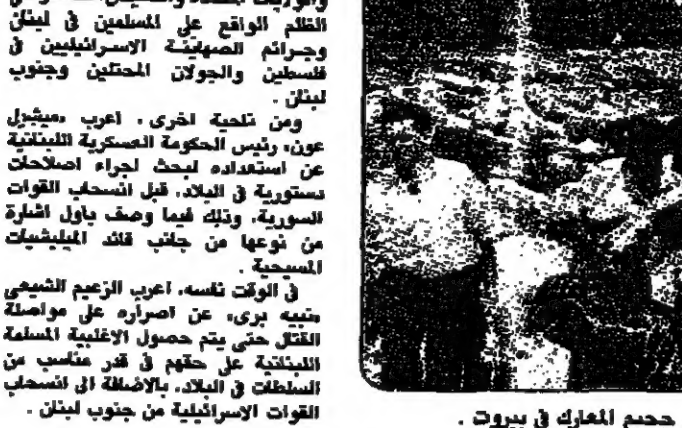 الظلم الواقع على المسلمين في لبنان
وجرائم الصهاينة الاسرائيليين في
فلسطين والجولان المحتلين وجنوب
لبنان .
ومن ناحية اخرى ، اعرب «ميشيل
عون» رئيس الحكومة العسكرية اللبنانية
عن استعداده لبحث اجراء اصلاحات
دستورية في البلاد ، قبل انسحاب القوات
السورية ، وذلك فيما وصف باول اشارة
من نوعها من جانب قائد الميليشيات
المسيحية .
في الوقت نفسه ، اعرب الزعيم الشيعي
«نبيه بري» عن اصراره على مواصلة
القتال حتى يتم حصول الاغلبية المسلمة
اللبنانية على حقهم في قدر مناسب من
السلطات في البلاد ، بالاضافة الى انسحاب
القوات الاسرائيلية من جنوب لبنان .
جحيم المعارك في بيروت .